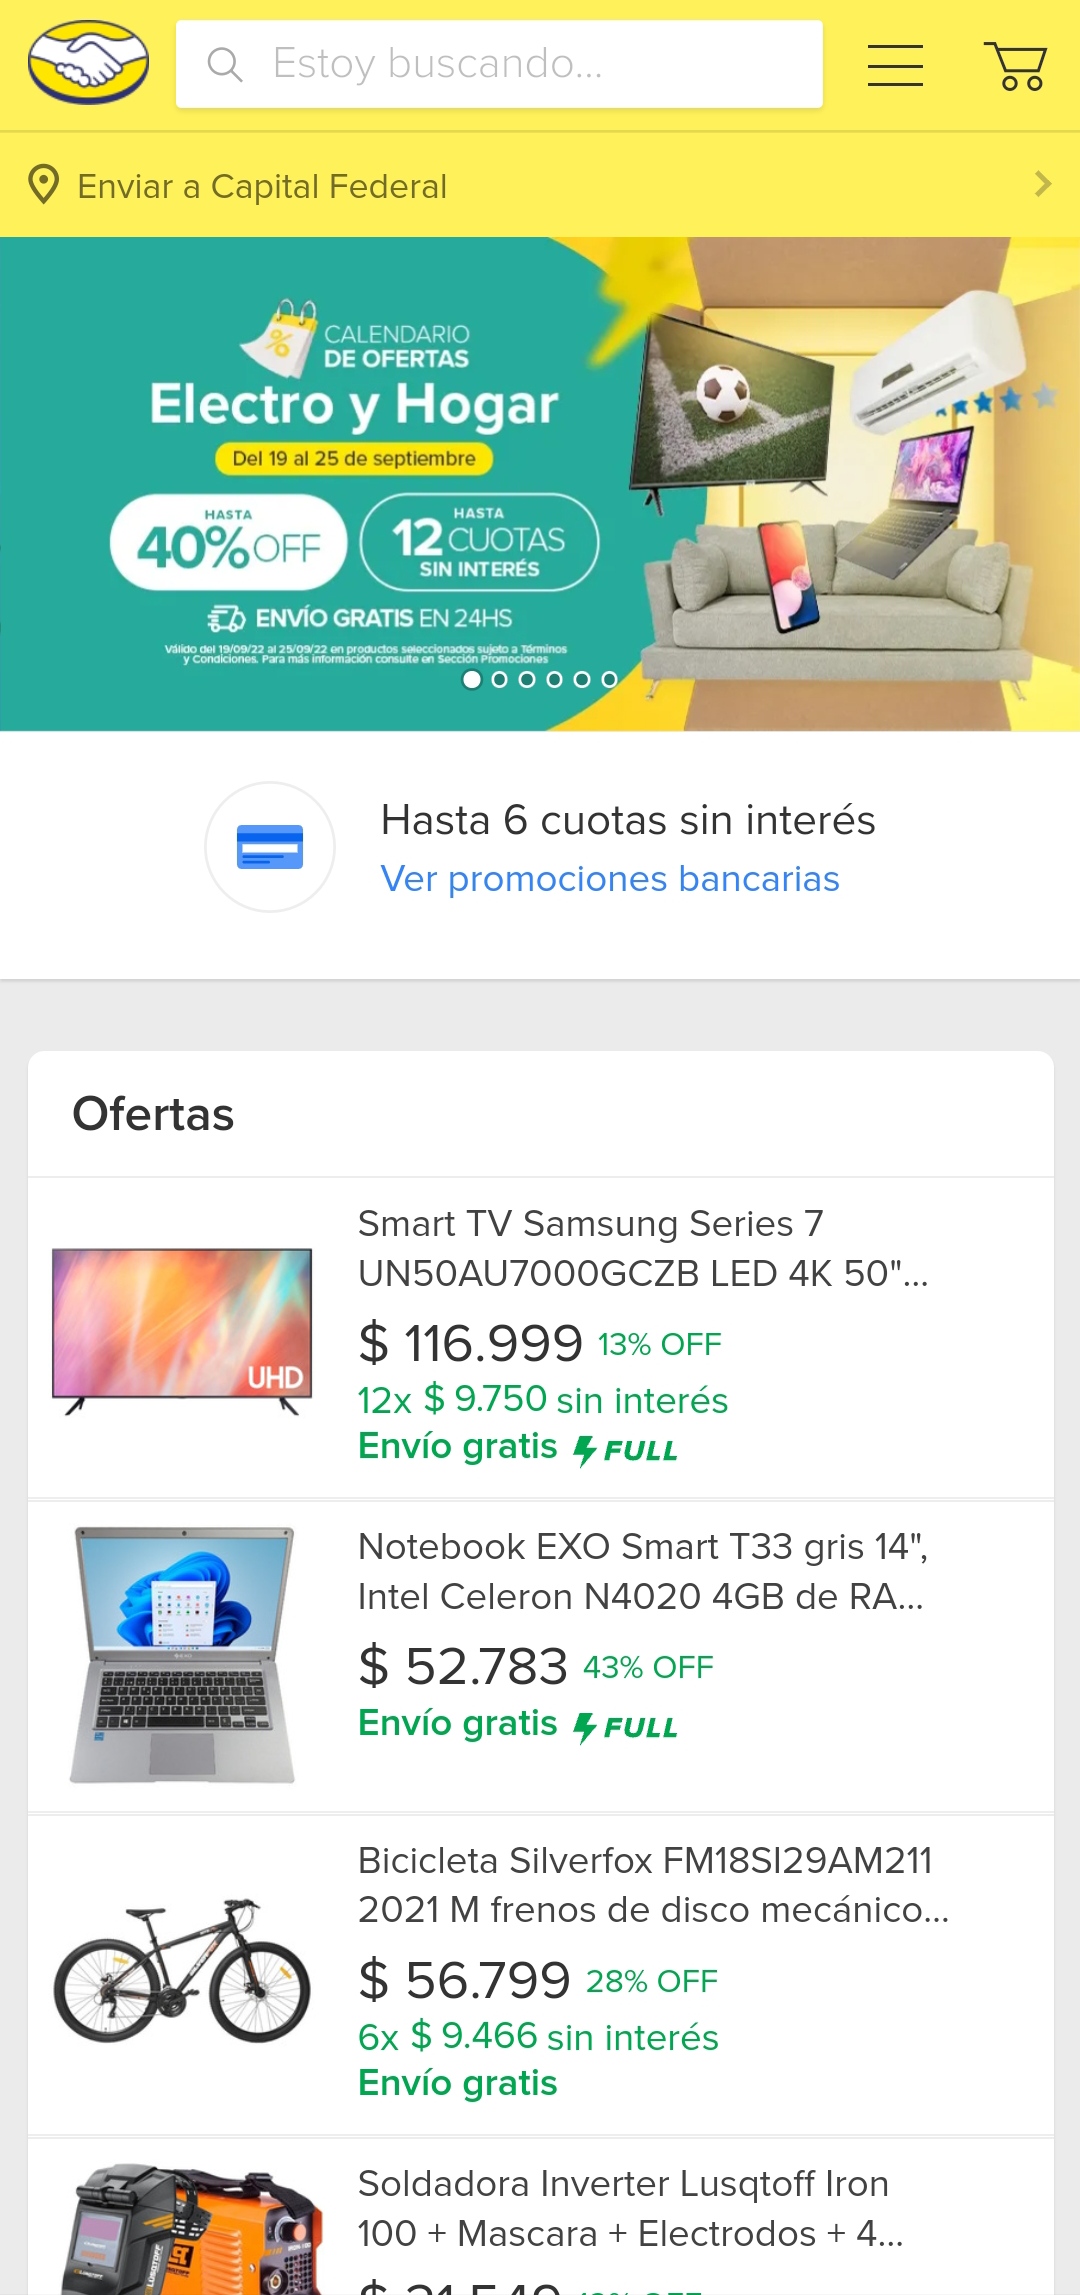 Estoy buscando...
Enviar a Capital Federal
CALENDARIO
DE OFERTAS
Electro y Hogar
Del 19 al 25 de septiembre
HASTA
40% OFF
HASTA
12 CUOTAS
SIN INTERÉS
ENVÍO GRATIS EN 24HS
Válido del 19/09/22 al 25/09/22 en productos seleccionados sujeto a Términos
y Condiciones. Para más información consulte en Sección Promociones
Hasta 6 cuotas sin interés
Ver promociones bancarias
Ofertas
Smart TV Samsung Series 7
UN50AU7000GCZB LED 4K 50"...
UHD
$ 116.999 13% OFF
12x $ 9.750 sin interés
Envío gratis FULL
Notebook EXO Smart T33 gris 14",
Intel Celeron N4020 4GB de RA...
$ 52.783 43% OFF
Envío gratis FULL
Bicicleta Silverfox FM18SI29AM211
2021 M frenos de disco mecánico...
$ 56.799 28% OFF
6x $ 9.466 sin interés
Envío gratis
Soldadora Inverter Lusqtoff Iron
100 + Mascara + Electrodos + 4...